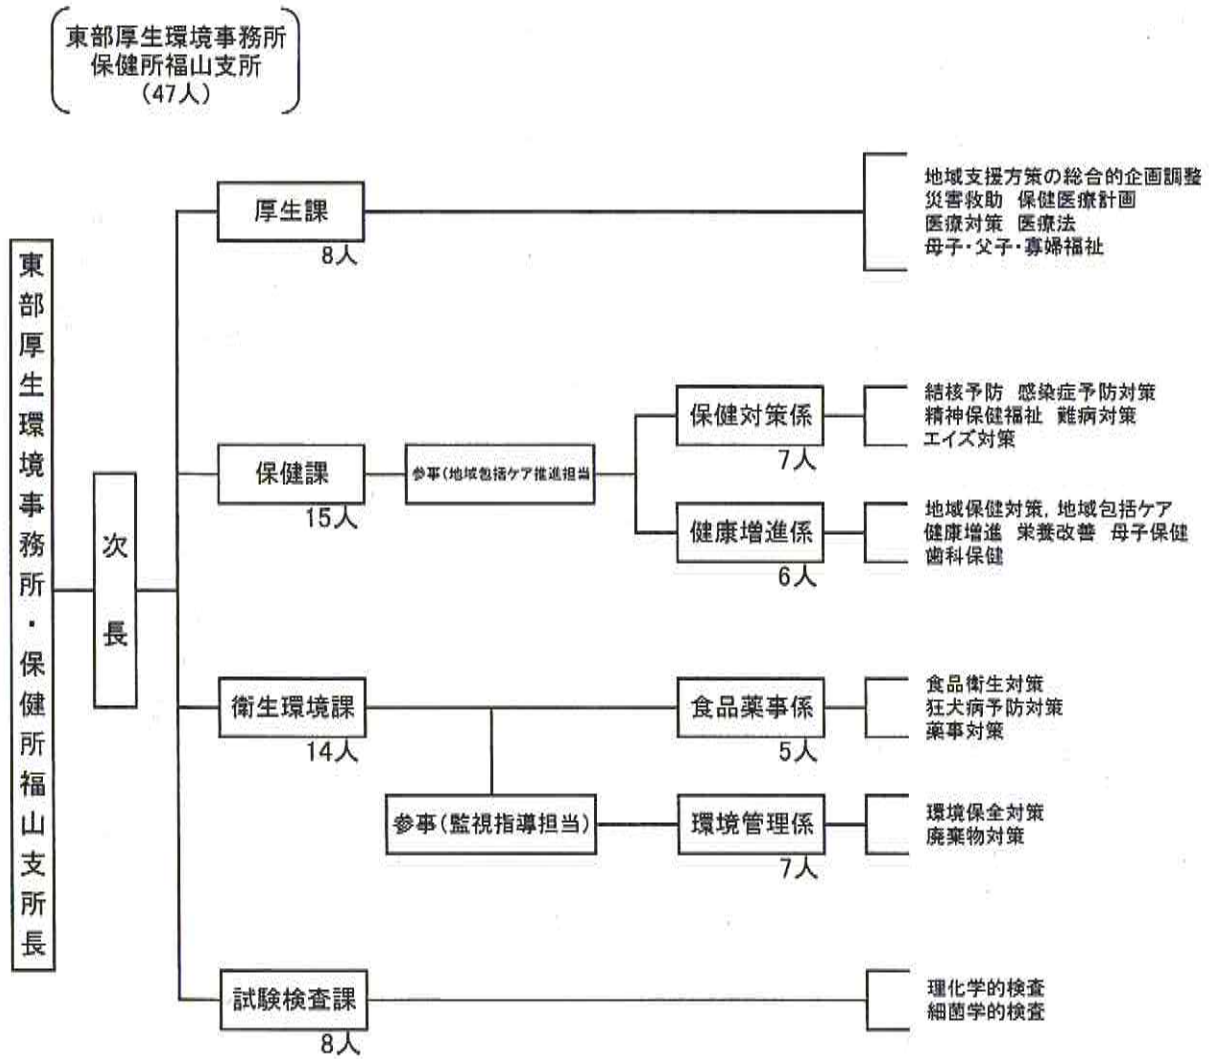 東部厚生環境事務所
保健所福山支所
(47人)
東部厚生環境事務所・保健所福山支所長
次長
厚生課
8人
地域支援方策の総合的企画調整
災害救助 保健医療計画
医療対策 医療法
母子・父子・寡婦福祉
保健課
15人
参事(地域包括ケア推進担当
保健対策係
7人
結核予防 感染症予防対策
精神保健福祉 難病対策
エイズ対策
健康増進係
6人
地域保健対策, 地域包括ケア
健康増進 栄養改善 母子保健
歯科保健
衛生環境課
14人
食品薬事係
5人
食品衛生対策
狂犬病予防対策
薬事対策
参事(監視指導担当)
環境管理係
7人
環境保全対策
廃棄物対策
試験検査課
8人
理化学的検査
細菌学的検査